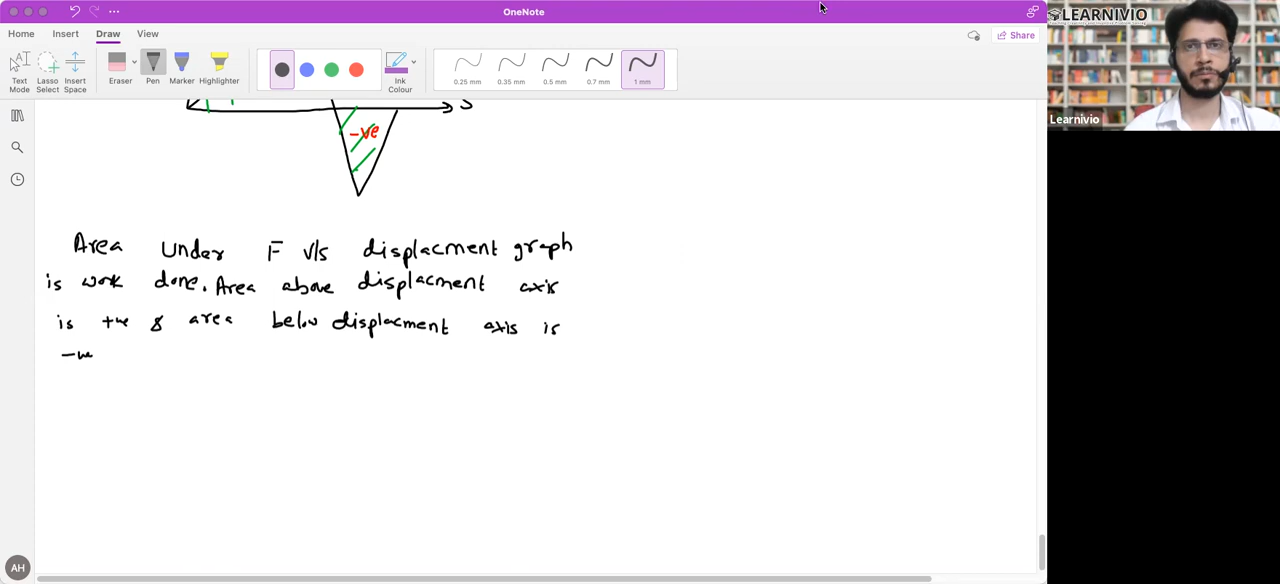 OneNote
LEARNIVIO
Home Insert Draw View
Share
Text Mode
Lasso Select
Insert Space
Eraser
Pen
Marker
Highlighter
Ink Colour
0.25 mm 0.35 mm 0.5 mm 0.7 mm 1 mm
Learnivio
S
-ve
Area Under F v/s displacment graph
is work done. Area above displacment axis
is +ve & area below displacment axis is
-ve
AH